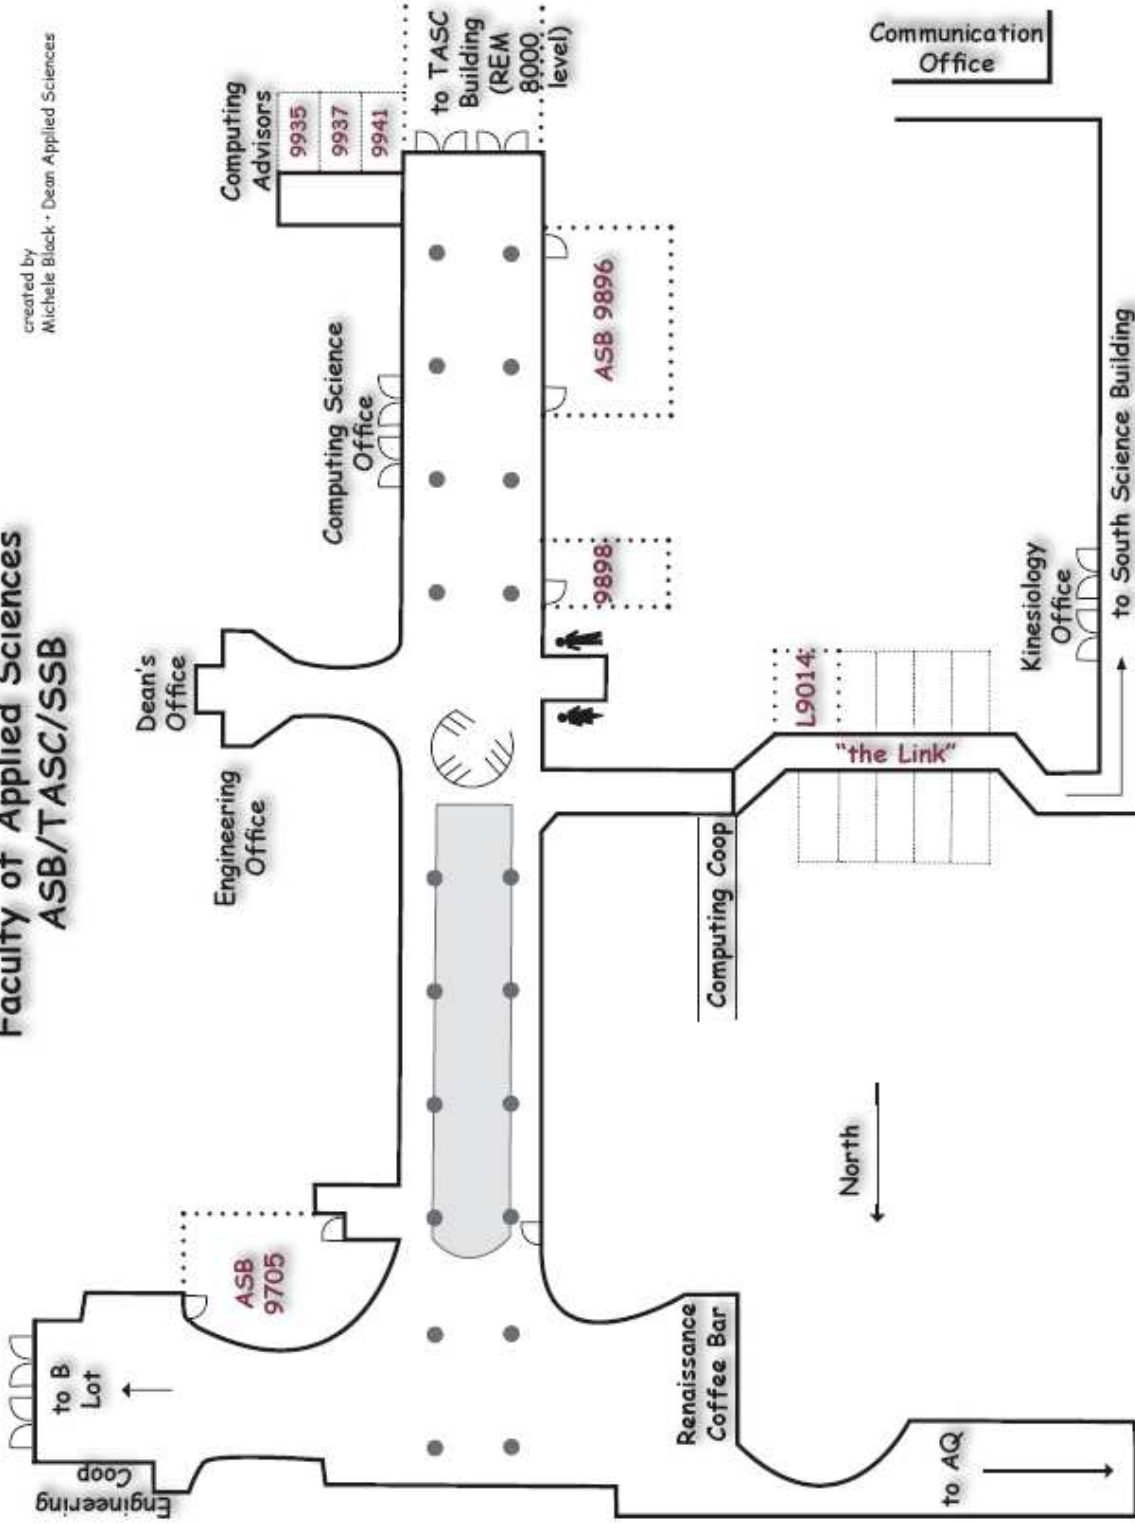 created by
Michele Black • Dean Applied Sciences
Faculty of Applied Sciences
ASB/TASC/SSB
to B
Lot
Engineering
Coop
ASB
9705
Engineering
Office
Dean's
Office
Computing Science
Office
Computing
Advisors
9935
9937
9941
to TASC
Building
(REM
8000
level)
ASB 9896
9898
Communication
Office
Renaissance
Coffee Bar
Computing Coop
L9014
"the Link"
Kinesiology
Office
to South Science Building
North
to AQ